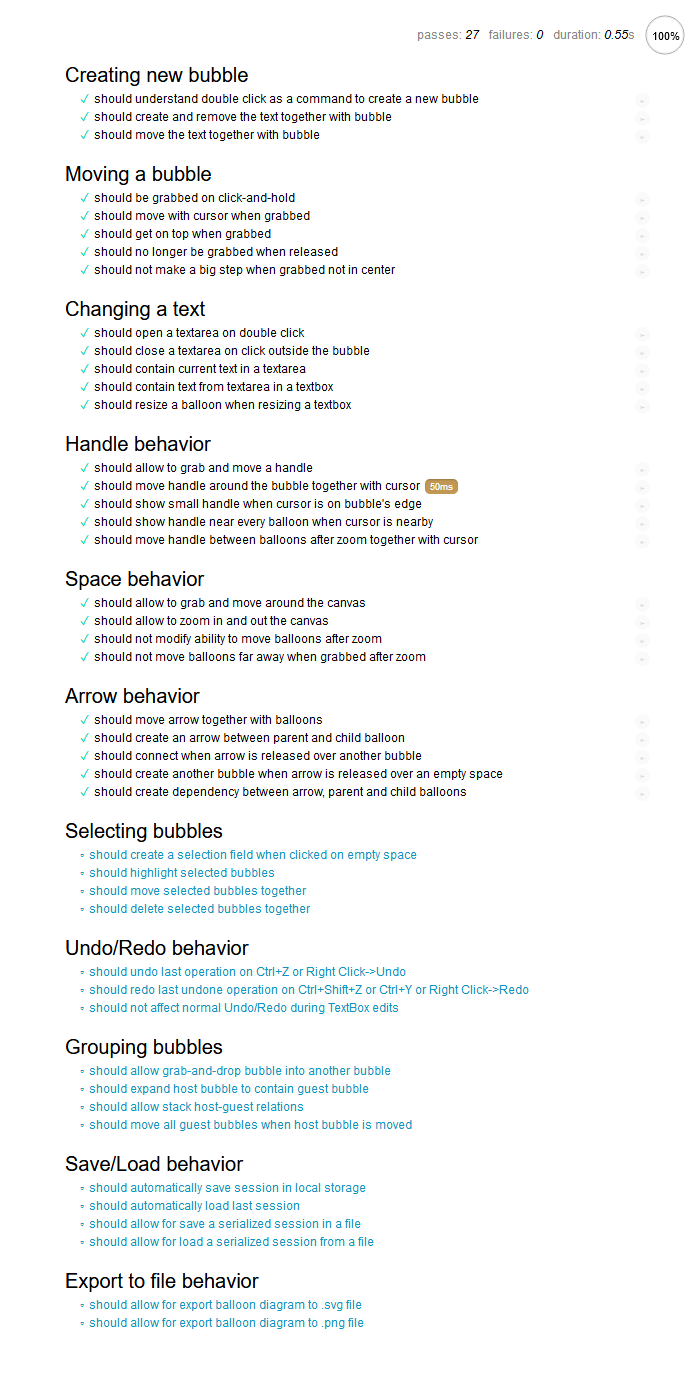 passes: 27 failures: 0 duration: 0.55s 100%
Creating new bubble
✓ should understand double click as a command to create a new bubble
✓ should create and remove the text together with bubble
✓ should move the text together with bubble
Moving a bubble
✓ should be grabbed on click-and-hold
✓ should move with cursor when grabbed
✓ should get on top when grabbed
✓ should no longer be grabbed when released
✓ should not make a big step when grabbed not in center
Changing a text
✓ should open a textarea on double click
✓ should close a textarea on click outside the bubble
✓ should contain current text in a textarea
✓ should contain text from textarea in a textbox
✓ should resize a balloon when resizing a textbox
Handle behavior
✓ should allow to grab and move a handle
✓ should move handle around the bubble together with cursor 50ms
✓ should show small handle when cursor is on bubble's edge
✓ should show handle near every balloon when cursor is nearby
✓ should move handle between balloons after zoom together with cursor
Space behavior
✓ should allow to grab and move around the canvas
✓ should allow to zoom in and out the canvas
✓ should not modify ability to move balloons after zoom
✓ should not move balloons far away when grabbed after zoom
Arrow behavior
✓ should move arrow together with balloons
✓ should create an arrow between parent and child balloon
✓ should connect when arrow is released over another bubble
✓ should create another bubble when arrow is released over an empty space
✓ should create dependency between arrow, parent and child balloons
Selecting bubbles
should create a selection field when clicked on empty space
should highlight selected bubbles
should move selected bubbles together
should delete selected bubbles together
Undo/Redo behavior
should undo last operation on Ctrl+Z or Right Click->Undo
should redo last undone operation on Ctrl+Shift+Z or Ctrl+Y or Right Click->Redo
should not affect normal Undo/Redo during TextBox edits
Grouping bubbles
should allow grab-and-drop bubble into another bubble
should expand host bubble to contain guest bubble
should allow stack host-guest relations
should move all guest bubbles when host bubble is moved
Save/Load behavior
should automatically save session in local storage
should automatically load last session
should allow for save a serialized session in a file
should allow for load a serialized session from a file
Export to file behavior
should allow for export balloon diagram to .svg file
should allow for export balloon diagram to .png file